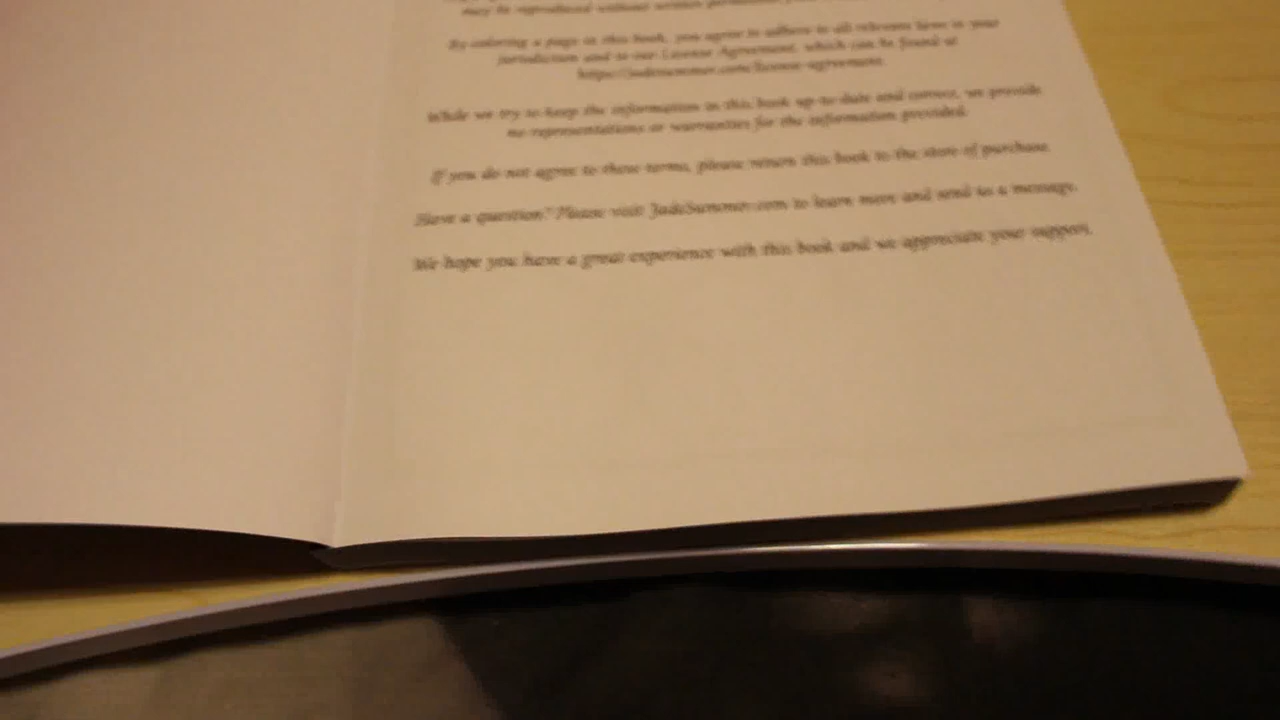 may be reproduced without written permission
By coloring a page in this book, you agree to adhere to all relevant laws in your
jurisdiction and to our License Agreement, which can be found at
https://jadesummer.com/license-agreement.
While we try to keep the information in this book up-to-date and correct, we provide
no representations or warranties for the information provided.
If you do not agree to these terms, please return this book to the store of purchase.
Have a question? Please visit JadeSummer.com to learn more and send us a message.
We hope you have a great experience with this book and we appreciate your support.